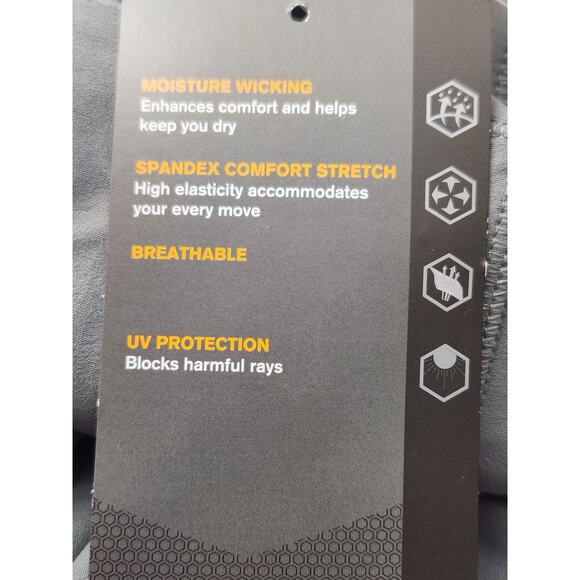 MOISTURE WICKING
Enhances comfort and helps
keep you dry
SPANDEX COMFORT STRETCH
High elasticity accommodates
your every move
BREATHABLE
UV PROTECTION
Blocks harmful rays